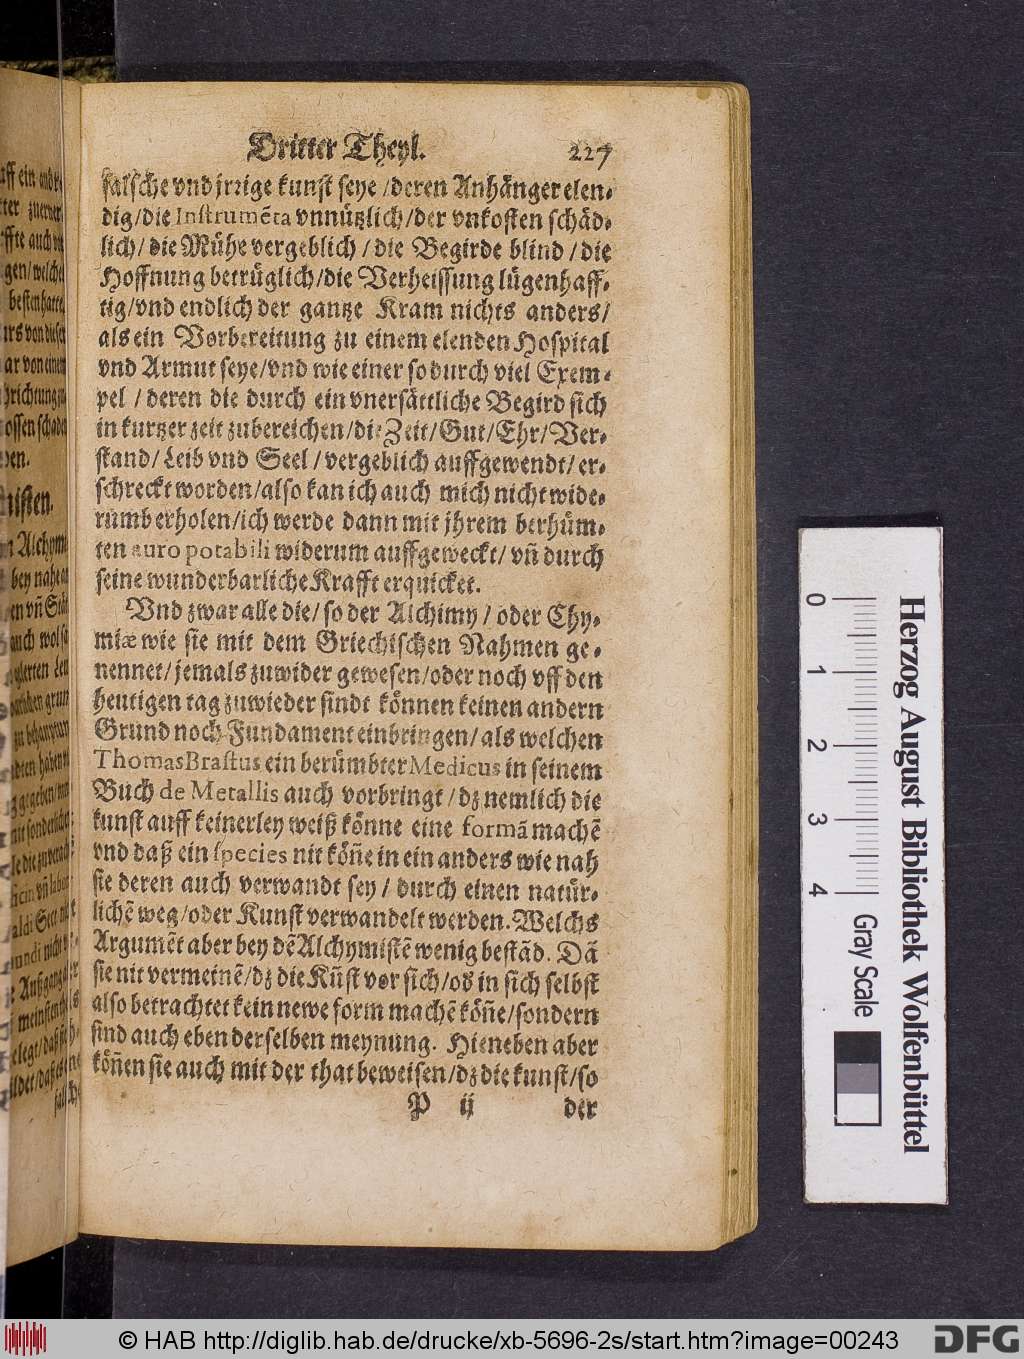 Dritter Theyl. 227
falsche vnd jrrige kunst seye /deren Anhänger elen-
dig/die Instrumẽta vnnützlich/der vnkosten schäd-
lich/ die Mühe vergeblich / die Begirde blind / die
Hoffnung betrüglich/die Verheissung lügenhaff-
tig/vnd endlich der gantze Kram nichts anders/
als ein Vorbereitung zu einem elenden Hospital
vnd Armut seye/vnd wie einer so durch viel Exem-
pel / deren die durch ein vnersättliche Begird sich
in kurtzer zeit zubereichen/die Zeit/Gut/Ehr/Ver-
stand/Leib vnd Seel /vergeblich auffgewendt/er-
schreckt worden/also kan ich auch mich nicht wide-
rumb erholen/ich werde dann mit jhrem berhüm-
ten auro potabili widerum auffgeweckt/ vñ durch
seine wunderbarliche Krafft erquicket.
Vnd zwar alle die/ so der Alchimy / oder Chy-
miæ wie sie mit dem Griechischen Nahmen ge-
nennet/jemals zuwider gewesen/oder noch vff den
heutigen tag zuwieder sindt können keinen andern
Grund noch Fundament einbringen/als welchen
Thomas Brastus ein berümbter Medicus in seinem
Buch de Metallis auch vorbringt /dz nemlich die
kunst auff keinerley weiß könne eine formã machẽ
vnd daß ein species nit köñe in ein anders wie nah
sie deren auch verwandt sey / durch einen natür-
lichẽ weg/oder Kunst verwandelt werden. Welchs
Argumẽt aber bey dẽ Alchymistẽ wenig bestãd. Dã
sie nit vermeinẽ/dz die Kũst vor sich/oß in sich selbst
also betrachtet kein newe form machẽ köñe/sondern
sind auch eben derselben meynung. Hieneben aber
köñen sie auch mit der that beweisen/dz die kunst/so
P ij der
Herzog August Bibliothek Wolfenbüttel
0 1 2 3 4 Gray Scale
© HAB http://diglib.hab.de/drucke/xb-5696-2s/start.htm?image=00243 DFG